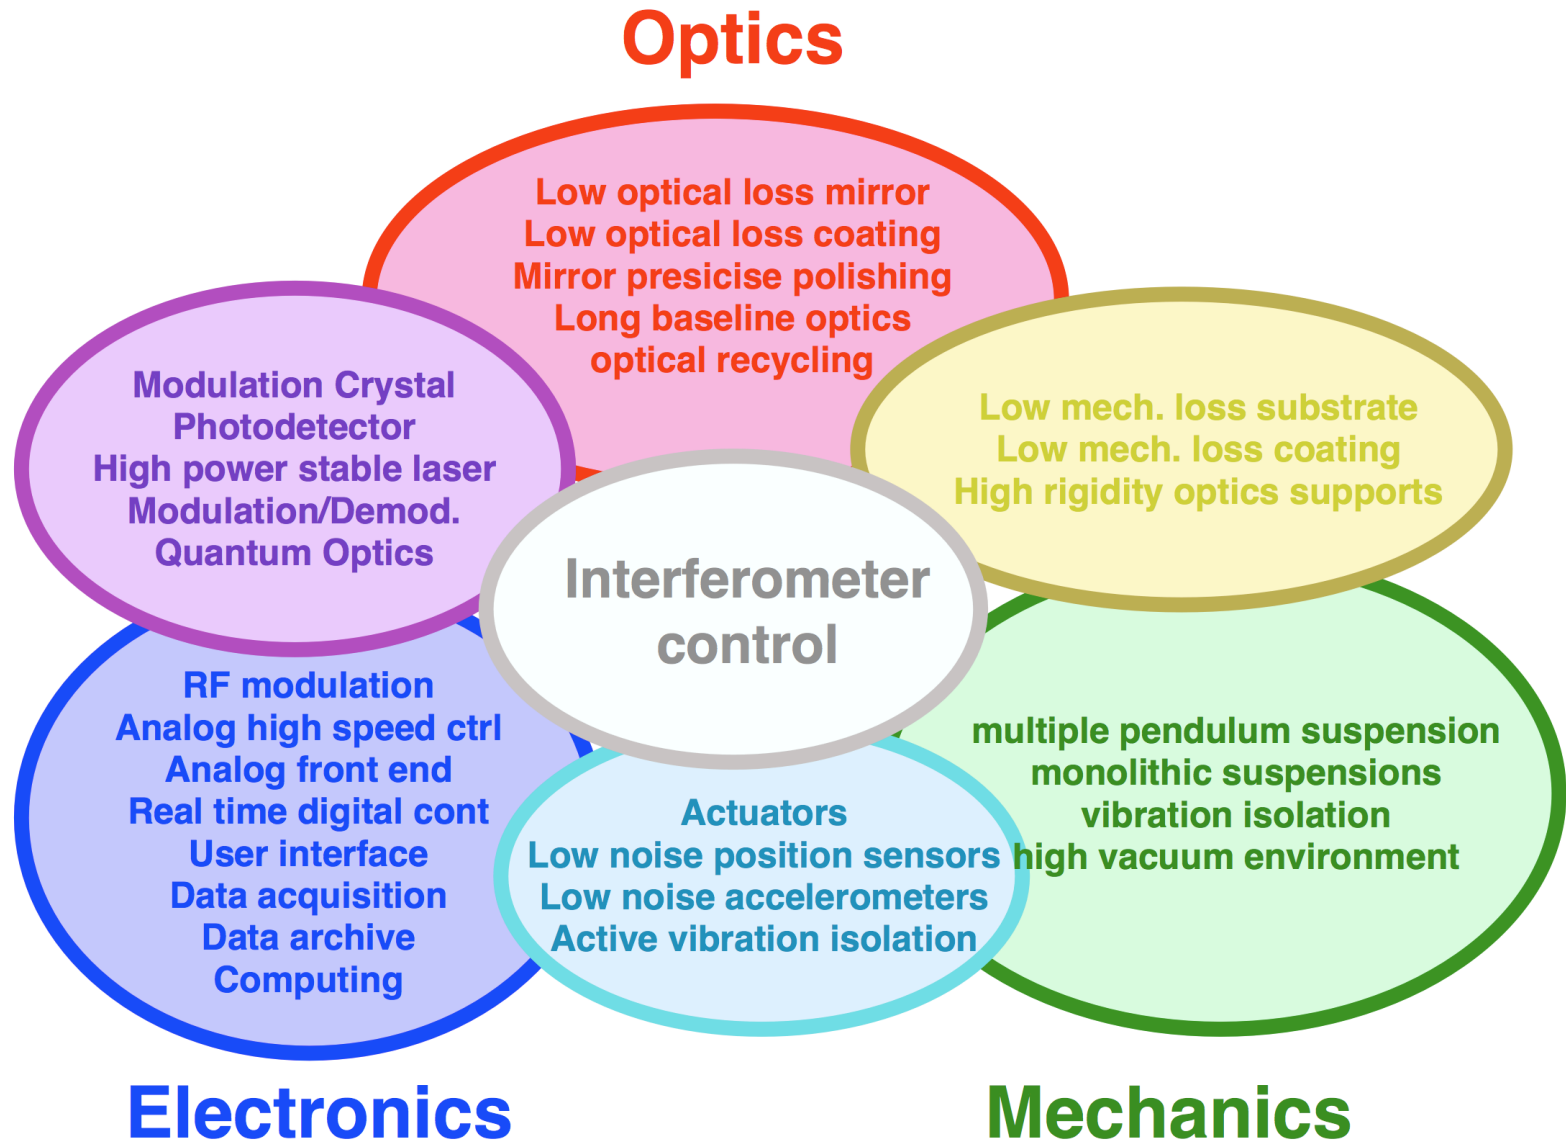 Optics
Low optical loss mirror
Low optical loss coating
Mirror presicise polishing
Long baseline optics
optical recycling
Modulation Crystal
Photodetector
High power stable laser
Modulation/Demod.
Quantum Optics
Low mech. loss substrate
Low mech. loss coating
High rigidity optics supports
Interferometer
control
RF modulation
Analog high speed ctrl
Analog front end
Real time digital cont
User interface
Data acquisition
Data archive
Computing
Actuators
Low noise position sensors
Low noise accelerometers
Active vibration isolation
multiple pendulum suspension
monolithic suspensions
vibration isolation
high vacuum environment
Electronics
Mechanics